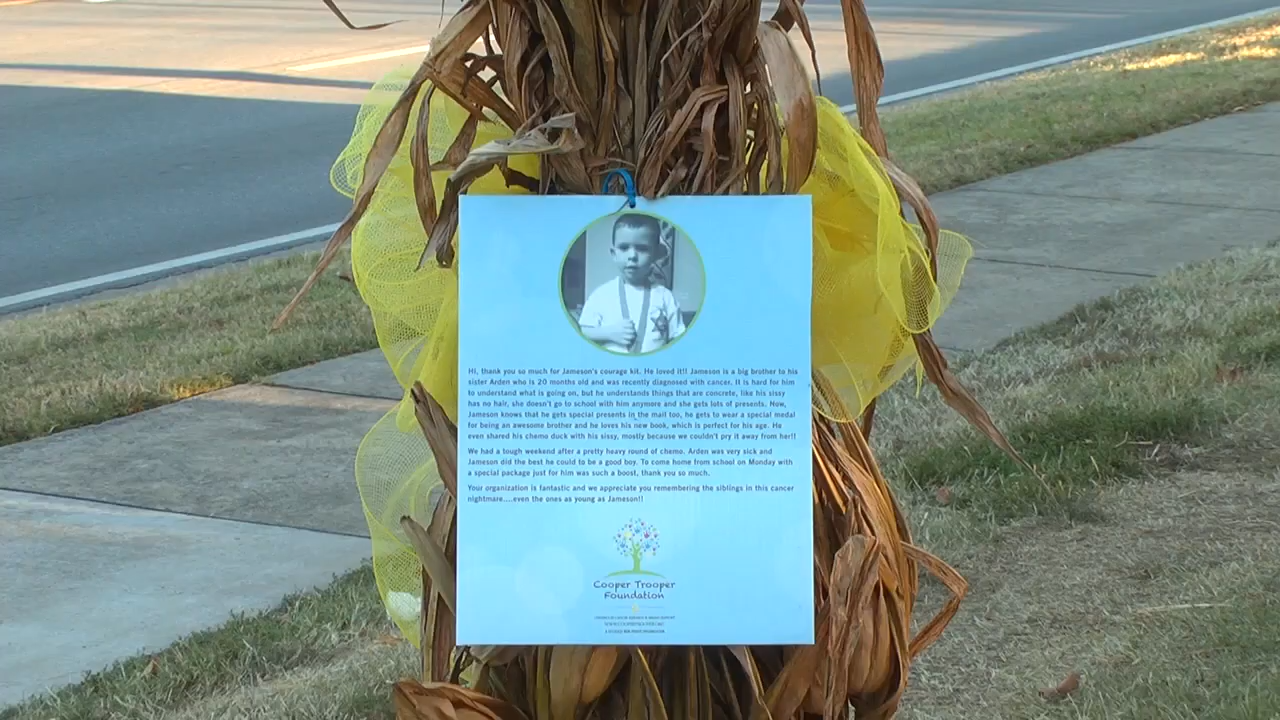 Hi, thank you so much for Jameson's courage kit. He loved it!! Jameson is a big brother to his
sister Arden who is 20 months old and was recently diagnosed with cancer. It is hard for him
to understand what is going on, but he understands things that are concrete, like his sissy
has no hair, she doesn't go to school with him anymore and she gets lots of presents. Now,
Jameson knows that he gets special presents in the mail too, he gets to wear a special medal
for being an awesome brother and he loves his new book, which is perfect for his age. He
even shared his chemo duck with his sissy, mostly because we couldn't pry it away from her!!
We had a tough weekend after a pretty heavy round of chemo. Arden was very sick and
Jameson did the best he could to be a good boy. To come home from school on Monday with
a special package just for him was such a boost, thank you so much.
Your organization is fantastic and we appreciate you remembering the siblings in this cancer
nightmare....even the ones as young as Jameson!!
Cooper Trooper
Foundation